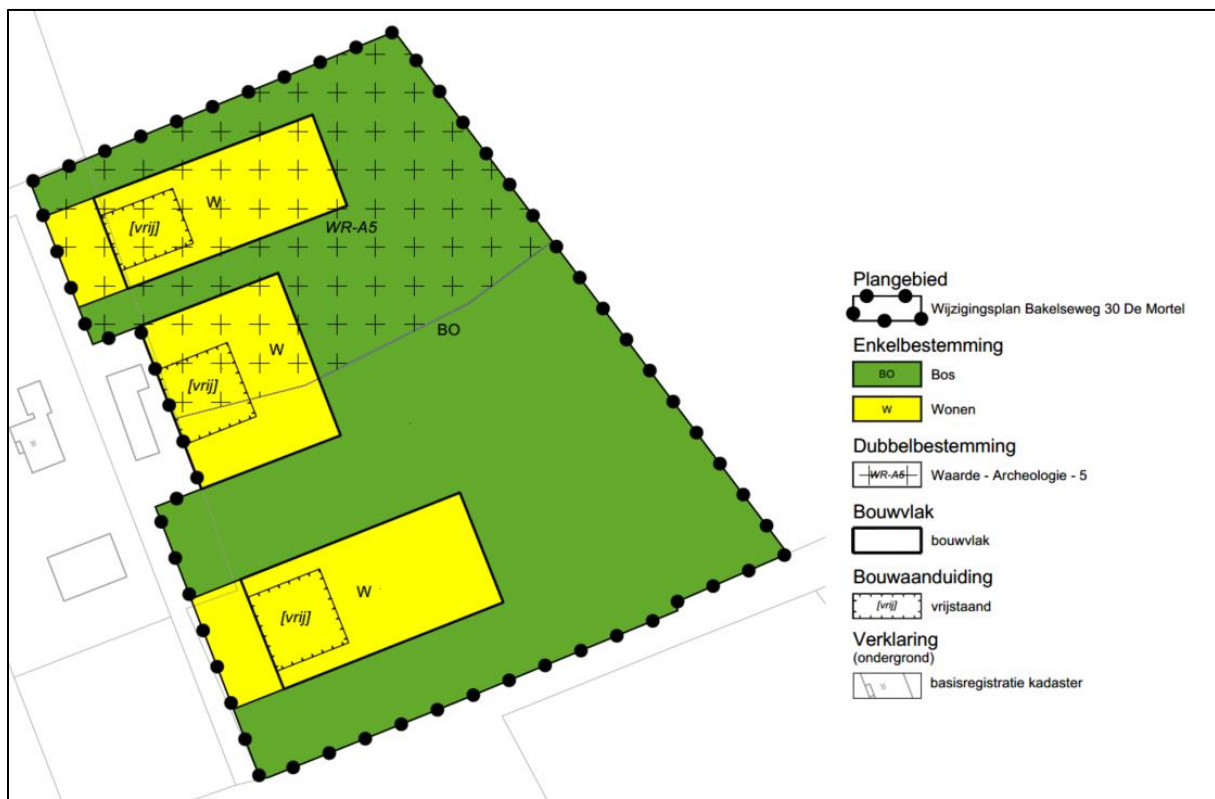 W
[vrij]
WR-A5
BO
W
[vrij]
W
[vrij]
Plangebied
Wijzigingsplan Bakelseweg 30 De Mortel
Enkelbestemming
BO Bos
W Wonen
Dubbelbestemming
WR-A5 Waarde - Archeologie - 5
Bouwvlak
bouwvlak
Bouwaanduiding
[vrij] vrijstaand
Verklaring
(ondergrond)
basisregistratie kadaster